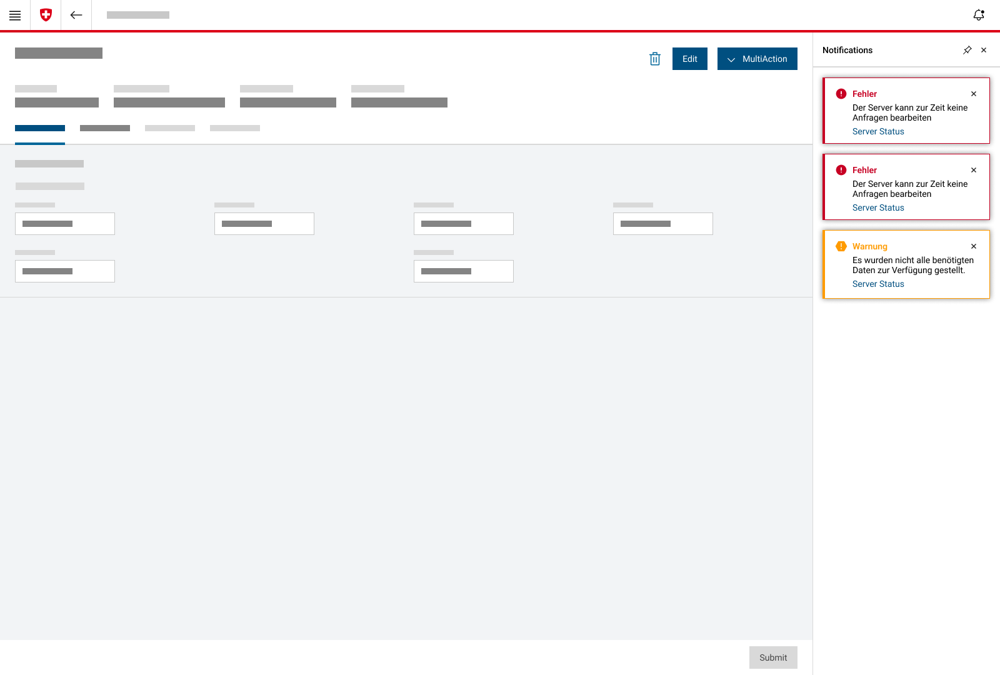 Edit
MultiAction
Notifications
Fehler
Der Server kann zur Zeit keine
Anfragen bearbeiten
Server Status
Fehler
Der Server kann zur Zeit keine
Anfragen bearbeiten
Server Status
Warnung
Es wurden nicht alle benötigten
Daten zur Verfügung gestellt.
Server Status
Submit